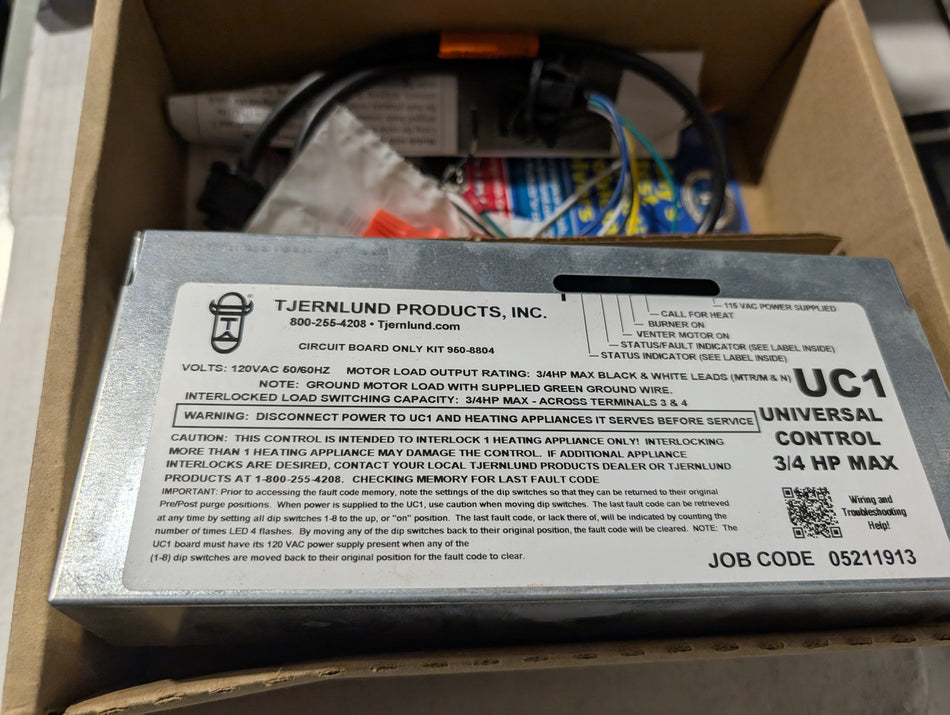 TJERNLUND PRODUCTS, INC.
800-255-4208 • Tjernlund.com
CIRCUIT BOARD ONLY KIT 950-8804
115 VAC POWER SUPPLIED
CALL FOR HEAT
BURNER ON
VENTER MOTOR ON
STATUS/FAULT INDICATOR (SEE LABEL INSIDE)
STATUS INDICATOR (SEE LABEL INSIDE)
VOLTS: 120VAC 50/60HZ MOTOR LOAD OUTPUT RATING: 3/4HP MAX BLACK & WHITE LEADS (MTR/M & N)
NOTE: GROUND MOTOR LOAD WITH SUPPLIED GREEN GROUND WIRE.
INTERLOCKED LOAD SWITCHING CAPACITY: 3/4HP MAX - ACROSS TERMINALS 3 & 4
WARNING: DISCONNECT POWER TO UC1 AND HEATING APPLIANCES IT SERVES BEFORE SERVICE
UC1
UNIVERSAL
CONTROL
3/4 HP MAX
CAUTION: THIS CONTROL IS INTENDED TO INTERLOCK 1 HEATING APPLIANCE ONLY! INTERLOCKING
MORE THAN 1 HEATING APPLIANCE MAY DAMAGE THE CONTROL. IF ADDITIONAL APPLIANCE
INTERLOCKS ARE DESIRED, CONTACT YOUR LOCAL TJERNLUND PRODUCTS DEALER OR TJERNLUND
PRODUCTS AT 1-800-255-4208. CHECKING MEMORY FOR LAST FAULT CODE
IMPORTANT: Prior to accessing the fault code memory, note the settings of the dip switches so that they can be returned to their original
Pre/Post purge positions. When power is supplied to the UC1, use caution when moving dip switches. The last fault code can be retrieved
at any time by setting all dip switches 1-8 to the up, or "on" position. The last fault code, or lack there of, will be indicated by counting the
number of times LED 4 flashes. By moving any of the dip switches back to their original position, the fault code will be cleared. NOTE: The
UC1 board must have its 120 VAC power supply present when any of the
(1-8) dip switches are moved back to their original position for the fault code to clear.
Wiring and
Troubleshooting
Help!
JOB CODE 05211913